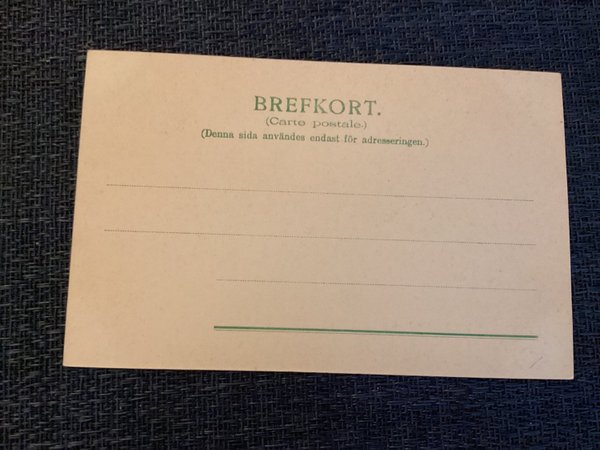 BREFKORT.
(Carte postale.)
(Denna sida användes endast för adresseringen.)